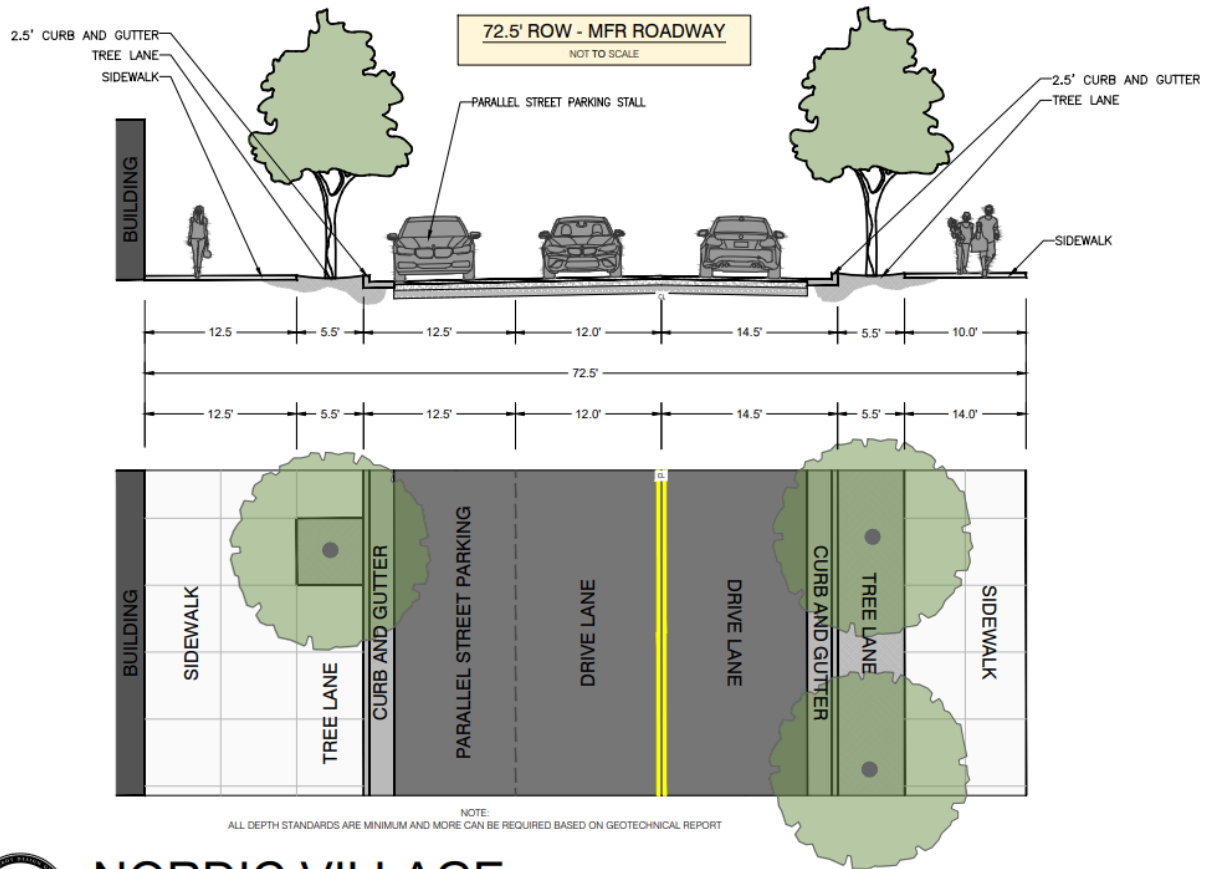 72.5' ROW - MFR ROADWAY
NOT TO SCALE
2.5' CURB AND GUTTER
TREE LANE
SIDEWALK
PARALLEL STREET PARKING STALL
2.5' CURB AND GUTTER
TREE LANE
SIDEWALK
BUILDING
12.5
5.5'
12.5'
12.0'
14.5'
5.5'
10.0'
72.5'
12.5'
5.5'
12.5'
12.0'
14.5'
5.5'
14.0'
BUILDING
SIDEWALK
TREE LANE
CURB AND GUTTER
PARALLEL STREET PARKING
DRIVE LANE
DRIVE LANE
CURB AND GUTTER
TREE LANE
SIDEWALK
NOTE:
ALL DEPTH STANDARDS ARE MINIMUM AND MORE CAN BE REQUIRED BASED ON GEOTECHNICAL REPORT
NORDIC VILLAGE